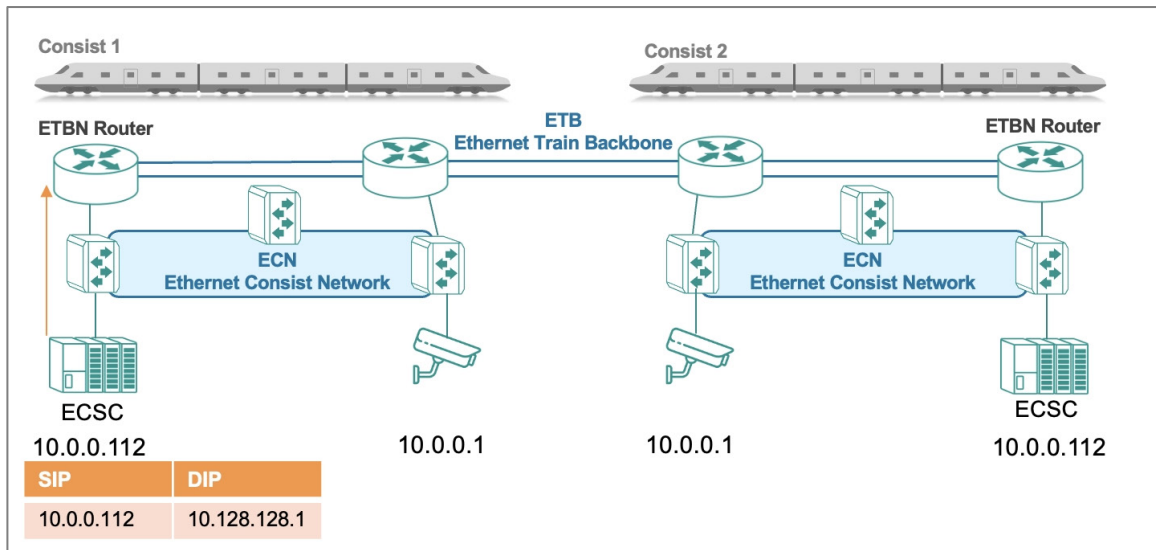 Consist 1
Consist 2
ETBN Router
ETB
Ethernet Train Backbone
ETBN Router
ECN
Ethernet Consist Network
ECN
Ethernet Consist Network
ECSC
10.0.0.112
10.0.0.1
10.0.0.1
ECSC
10.0.0.112
SIP DIP
10.0.0.112 10.128.128.1